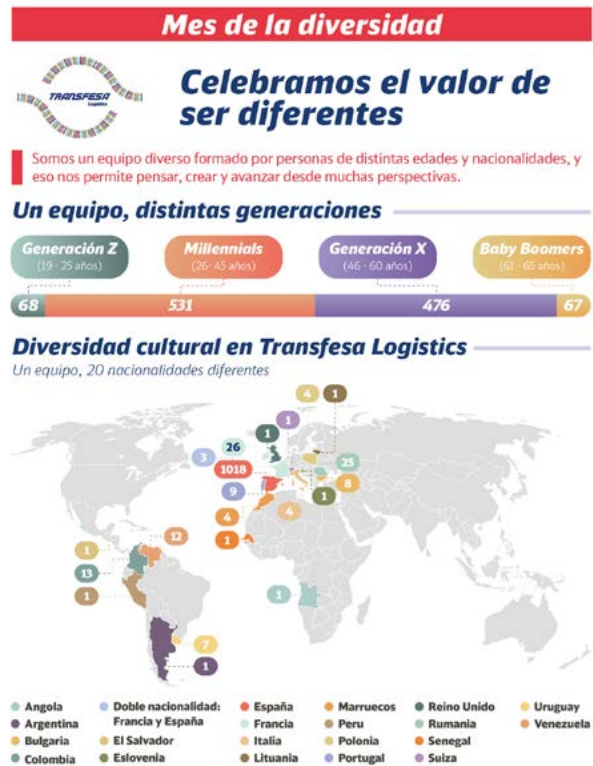 Mes de la diversidad
TRANSFESA
Logistics
Celebramos el valor de
ser diferentes
Somos un equipo diverso formado por personas de distintas edades y nacionalidades, y
eso nos permite pensar, crear y avanzar desde muchas perspectivas.
Un equipo, distintas generaciones
Generación Z
(19 - 25 años)
Millennials
(26- 45 años)
Generación X
(46 - 60 años)
Baby Boomers
(61 - 65 años)
68 531 476 67
Diversidad cultural en Transfesa Logistics
Un equipo, 20 nacionalidades diferentes
4 1
1
1
26
3
1018
25
9
8
1
4
4
1
12
1
13
1
1
7
1
Angola
Argentina
Bulgaria
Colombia
Doble nacionalidad:
Francia y España
El Salvador
Eslovenia
España
Francia
Italia
Lituania
Marruecos
Peru
Polonia
Portugal
Reino Unido
Rumania
Senegal
Suiza
Uruguay
Venezuela